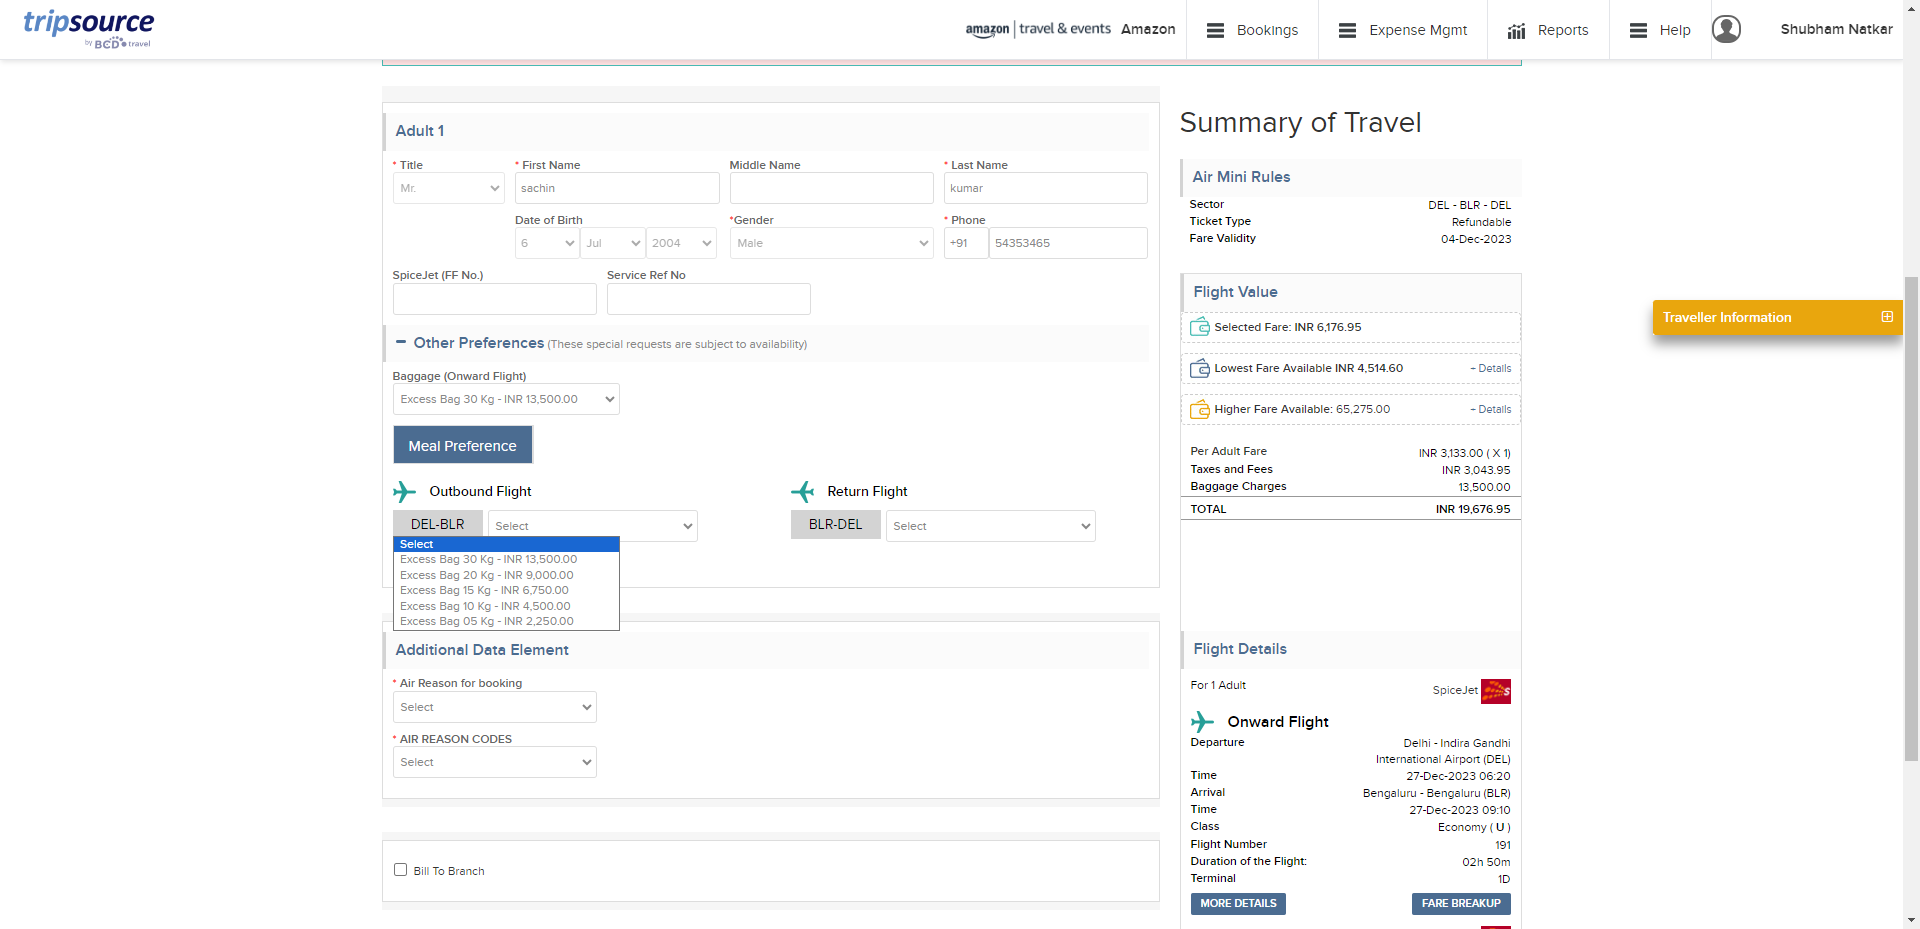 tripsource
by BCD travel
amazon | travel & events Amazon
Bookings
Expense Mgmt
Reports
Help
Shubham Natkar
Adult 1
* Title
* First Name
Middle Name
* Last Name
Mr.
sachin
kumar
Date of Birth
*Gender
* Phone
6
Jul
2004
Male
+91
54353465
SpiceJet (FF No.)
Service Ref No
Other Preferences (These special requests are subject to availability)
Baggage (Onward Flight)
Excess Bag 30 Kg - INR 13,500.00
Meal Preference
Outbound Flight
Return Flight
DEL-BLR
Select
BLR-DEL
Select
Select
Excess Bag 30 Kg - INR 13,500.00
Excess Bag 20 Kg - INR 9,000.00
Excess Bag 15 Kg - INR 6,750.00
Excess Bag 10 Kg - INR 4,500.00
Excess Bag 05 Kg - INR 2,250.00
Additional Data Element
* Air Reason for booking
Select
* AIR REASON CODES
Select
Bill To Branch
Summary of Travel
Air Mini Rules
Sector DEL - BLR - DEL
Ticket Type Refundable
Fare Validity 04-Dec-2023
Flight Value
Selected Fare: INR 6,176.95
Lowest Fare Available INR 4,514.60 + Details
Higher Fare Available: 65,275.00 + Details
Per Adult Fare INR 3,133.00 ( X 1)
Taxes and Fees INR 3,043.95
Baggage Charges 13,500.00
TOTAL INR 19,676.95
Flight Details
For 1 Adult SpiceJet
Onward Flight
Departure Delhi - Indira Gandhi
International Airport (DEL)
Time 27-Dec-2023 06:20
Arrival Bengaluru - Bengaluru (BLR)
Time 27-Dec-2023 09:10
Class Economy ( U )
Flight Number 191
Duration of the Flight: 02h 50m
Terminal 1D
MORE DETAILS
FARE BREAKUP
Traveller Information